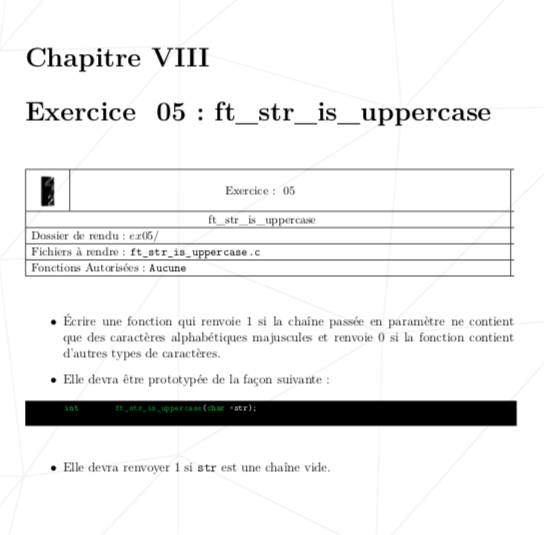 Chapitre VIII
Exercice 05 : ft_str_is_uppercase
Exercice : 05
ft_str_is_uppercase
Dossier de rendu : ex05/
Fichiers à rendre : ft_str_is_uppercase.c
Fonctions Autorisées : Aucune
• Écrire une fonction qui renvoie 1 si la chaîne passée en paramètre ne contient
que des caractères alphabétiques majuscules et renvoie 0 si la fonction contient
d'autres types de caractères.
• Elle devra être prototypée de la façon suivante :
int ft_str_is_uppercase(char *str);
• Elle devra renvoyer 1 si str est une chaîne vide.